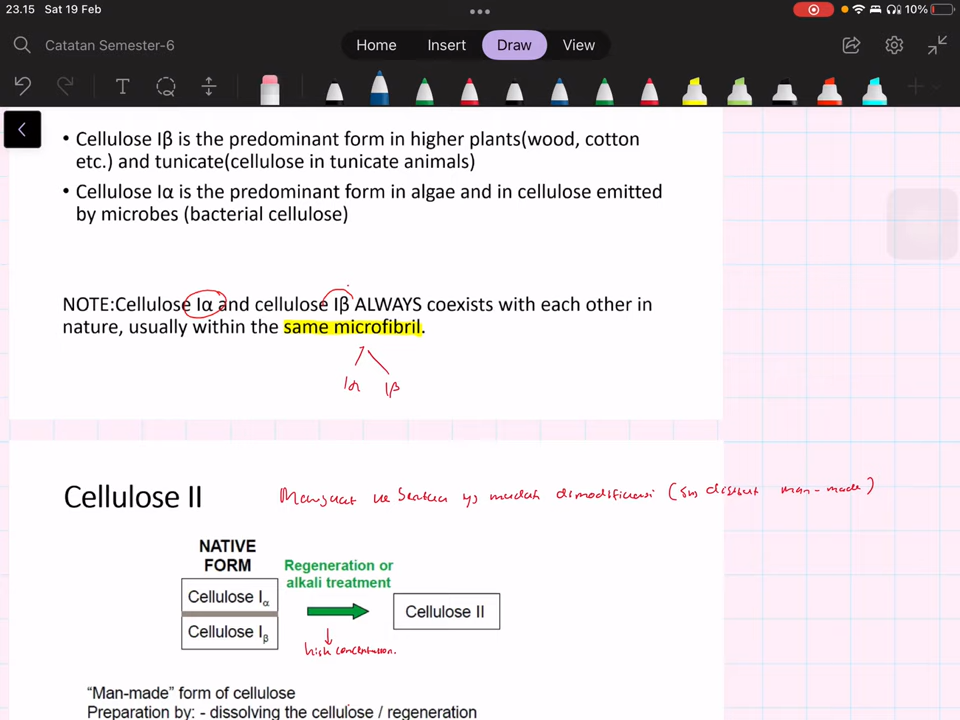 23.15 Sat 19 Feb
10%
Catatan Semester-6
Home Insert Draw View
• Cellulose Iβ is the predominant form in higher plants(wood, cotton
etc.) and tunicate(cellulose in tunicate animals)
• Cellulose Iα is the predominant form in algae and in cellulose emitted
by microbes (bacterial cellulose)
NOTE:Cellulose Iα and cellulose Iβ ALWAYS coexists with each other in
nature, usually within the same microfibril.
Iα Iβ
Cellulose II
yg mudah dimodifikasi man-made)
NATIVE
FORM
Regeneration or
alkali treatment
Cellulose Iα
Cellulose II
Cellulose Iβ
high concentration.
“Man-made” form of cellulose
Preparation by: - dissolving the cellulose / regeneration